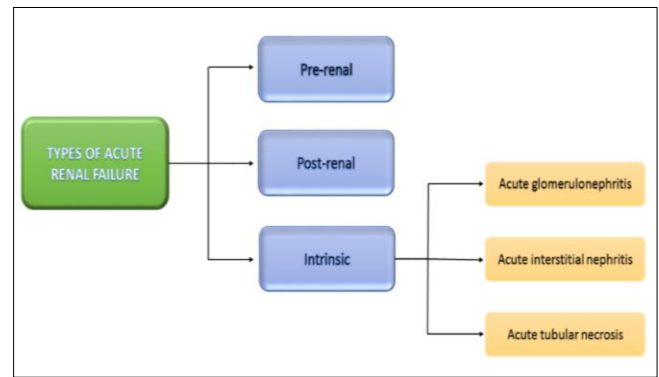 TYPES OF ACUTE
RENAL FAILURE
Pre-renal
Post-renal
Intrinsic
Acute glomerulonephritis
Acute interstitial nephritis
Acute tubular necrosis